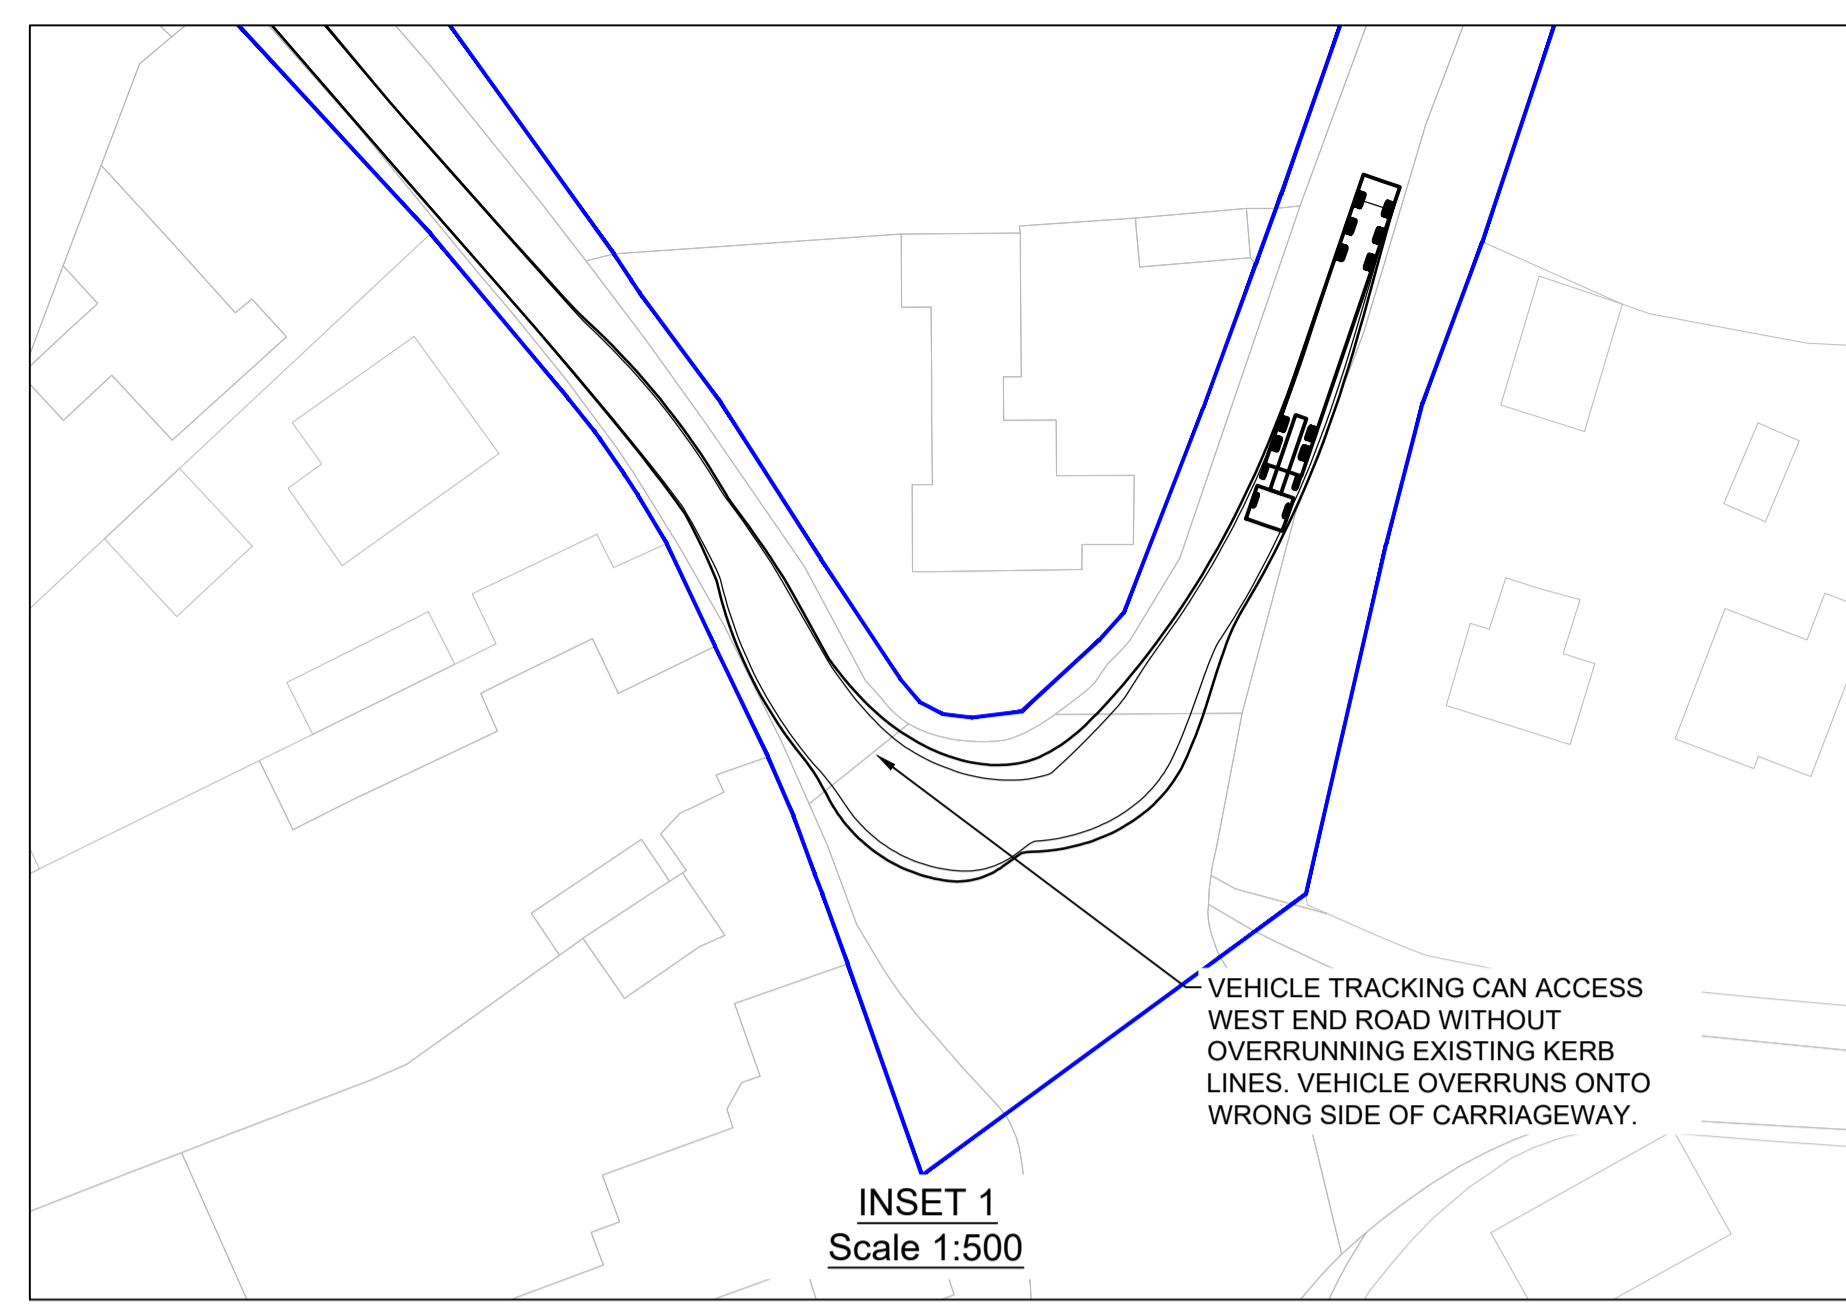 VEHICLE TRACKING CAN ACCESS
WEST END ROAD WITHOUT
OVERRUNNING EXISTING KERB
LINES. VEHICLE OVERRUNS ONTO
WRONG SIDE OF CARRIAGEWAY.
INSET 1
Scale 1:500